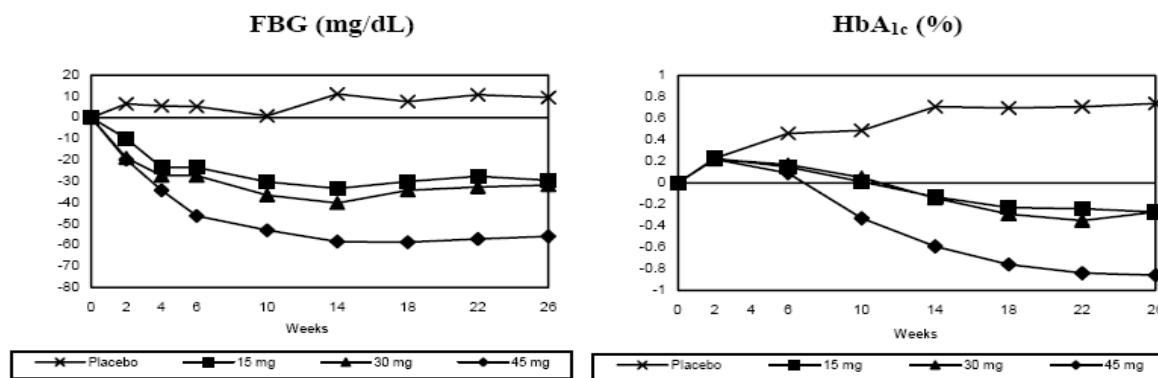 FBG (mg/dL)
20
10
0
-10
-20
-30
-40
-50
-60
-70
-80
0 2 4 6 10 14 18 22 26
Weeks
Placebo 15 mg 30 mg 45 mg
HbA1c (%)
1
0.8
0.6
0.4
0.2
0
-0.2
-0.4
-0.6
-0.8
-1
0 2 6 10 14 18 22 26
Weeks
Placebo 15 mg 30 mg 45 mg